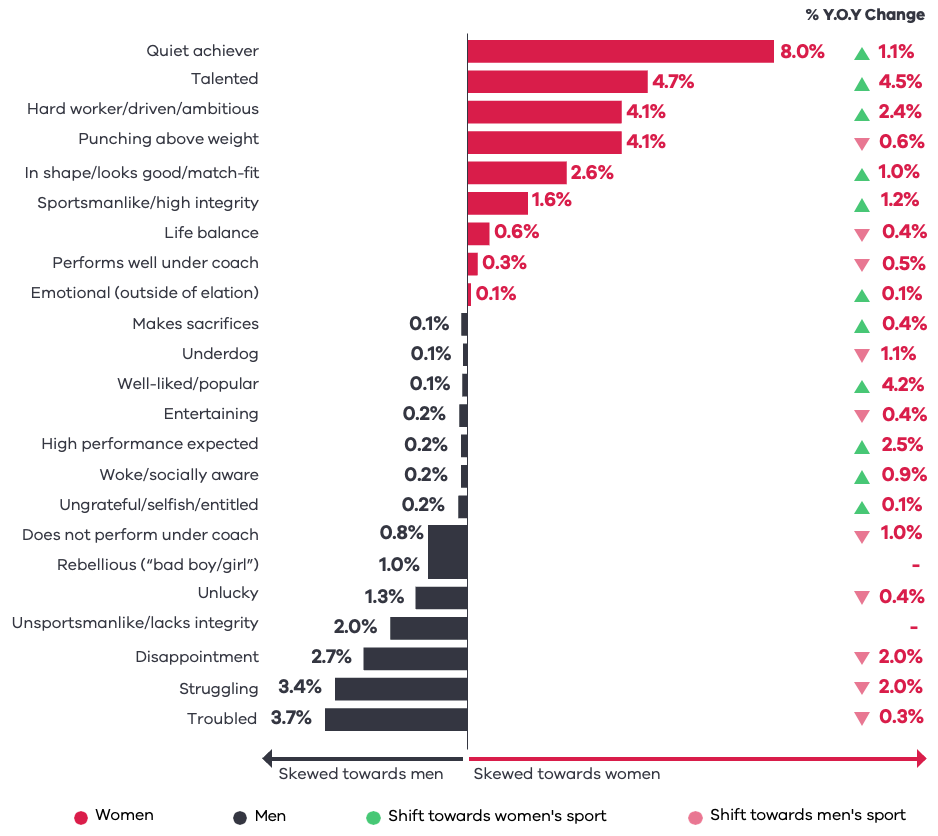 % Y.O.Y Change
Quiet achiever 8.0% 1.1%
Talented 4.7% 4.5%
Hard worker/driven/ambitious 4.1% 2.4%
Punching above weight 4.1% 0.6%
In shape/looks good/match-fit 2.6% 1.0%
Sportsmanlike/high integrity 1.6% 1.2%
Life balance 0.6% 0.4%
Performs well under coach 0.3% 0.5%
Emotional (outside of elation) 0.1% 0.1%
Makes sacrifices 0.1% 0.4%
Underdog 0.1% 1.1%
Well-liked/popular 0.1% 4.2%
Entertaining 0.2% 0.4%
High performance expected 0.2% 2.5%
Woke/socially aware 0.2% 0.9%
Ungrateful/selfish/entitled 0.2% 0.1%
Does not perform under coach 0.8% 1.0%
Rebellious (“bad boy/girl”) 1.0% -
Unlucky 1.3% 0.4%
Unsportsmanlike/lacks integrity 2.0% -
Disappointment 2.7% 2.0%
Struggling 3.4% 2.0%
Troubled 3.7% 0.3%
Skewed towards men Skewed towards women
Women Men Shift towards women's sport Shift towards men's sport